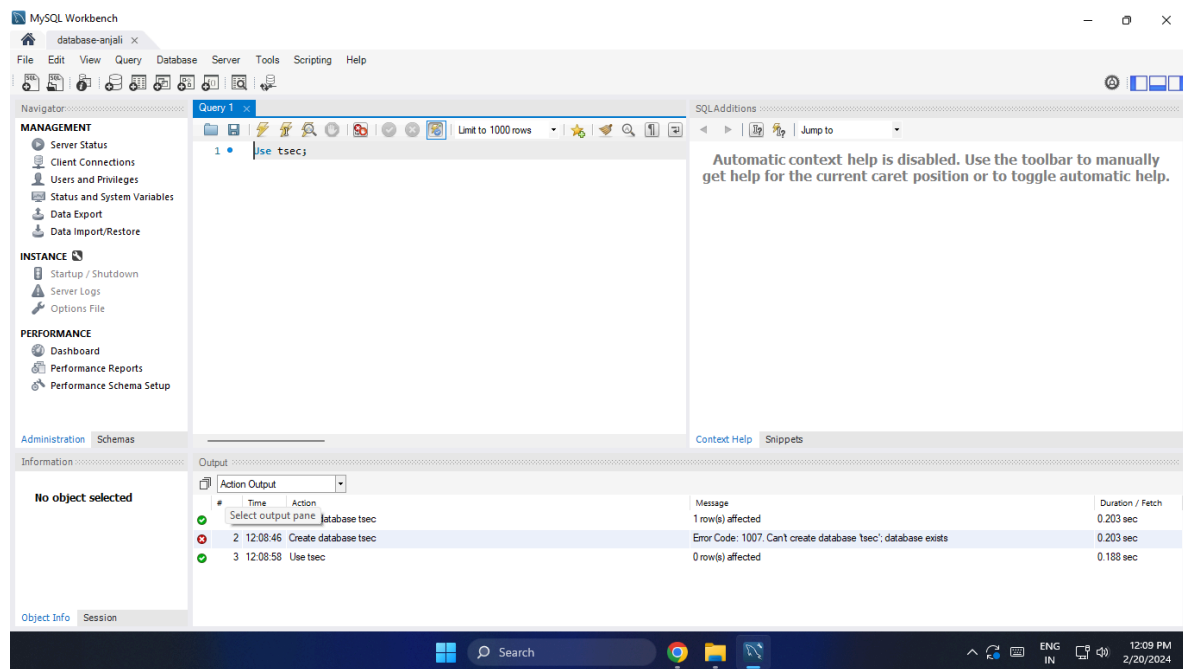 MySQL Workbench
database-anjali
File Edit View Query Database Server Tools Scripting Help
Navigator
Query 1
SQLAdditions
MANAGEMENT
Server Status
Client Connections
Users and Privileges
Status and System Variables
Data Export
Data Import/Restore
INSTANCE
Startup / Shutdown
Server Logs
Options File
PERFORMANCE
Dashboard
Performance Reports
Performance Schema Setup
Administration Schemas
Limit to 1000 rows
1 Use tsec;
Jump to
Automatic context help is disabled. Use the toolbar to manually
get help for the current caret position or to toggle automatic help.
Context Help Snippets
Information
No object selected
Object Info Session
Output
Action Output
# Time Action Message Duration / Fetch
Select output pane
database tsec 1 row(s) affected 0.203 sec
2 12:08:46 Create database tsec Error Code: 1007. Can't create database 'tsec'; database exists 0.203 sec
3 12:08:58 Use tsec 0 row(s) affected 0.188 sec
Search
ENG
IN
12:09 PM
2/20/2024